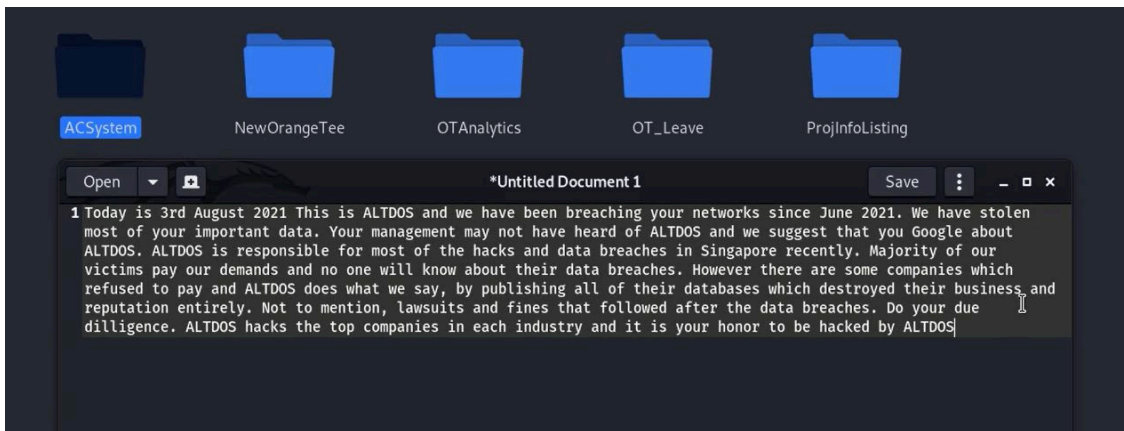 ACSystem NewOrangeTee OTAnalytics OT_Leave ProjInfoListing
Open *Untitled Document 1 Save
1 Today is 3rd August 2021 This is ALTDOS and we have been breaching your networks since June 2021. We have stolen
most of your important data. Your management may not have heard of ALTDOS and we suggest that you Google about
ALTDOS. ALTDOS is responsible for most of the hacks and data breaches in Singapore recently. Majority of our
victims pay our demands and no one will know about their data breaches. However there are some companies which
refused to pay and ALTDOS does what we say, by publishing all of their databases which destroyed their business and
reputation entirely. Not to mention, lawsuits and fines that followed after the data breaches. Do your due
dilligence. ALTDOS hacks the top companies in each industry and it is your honor to be hacked by ALTDOS